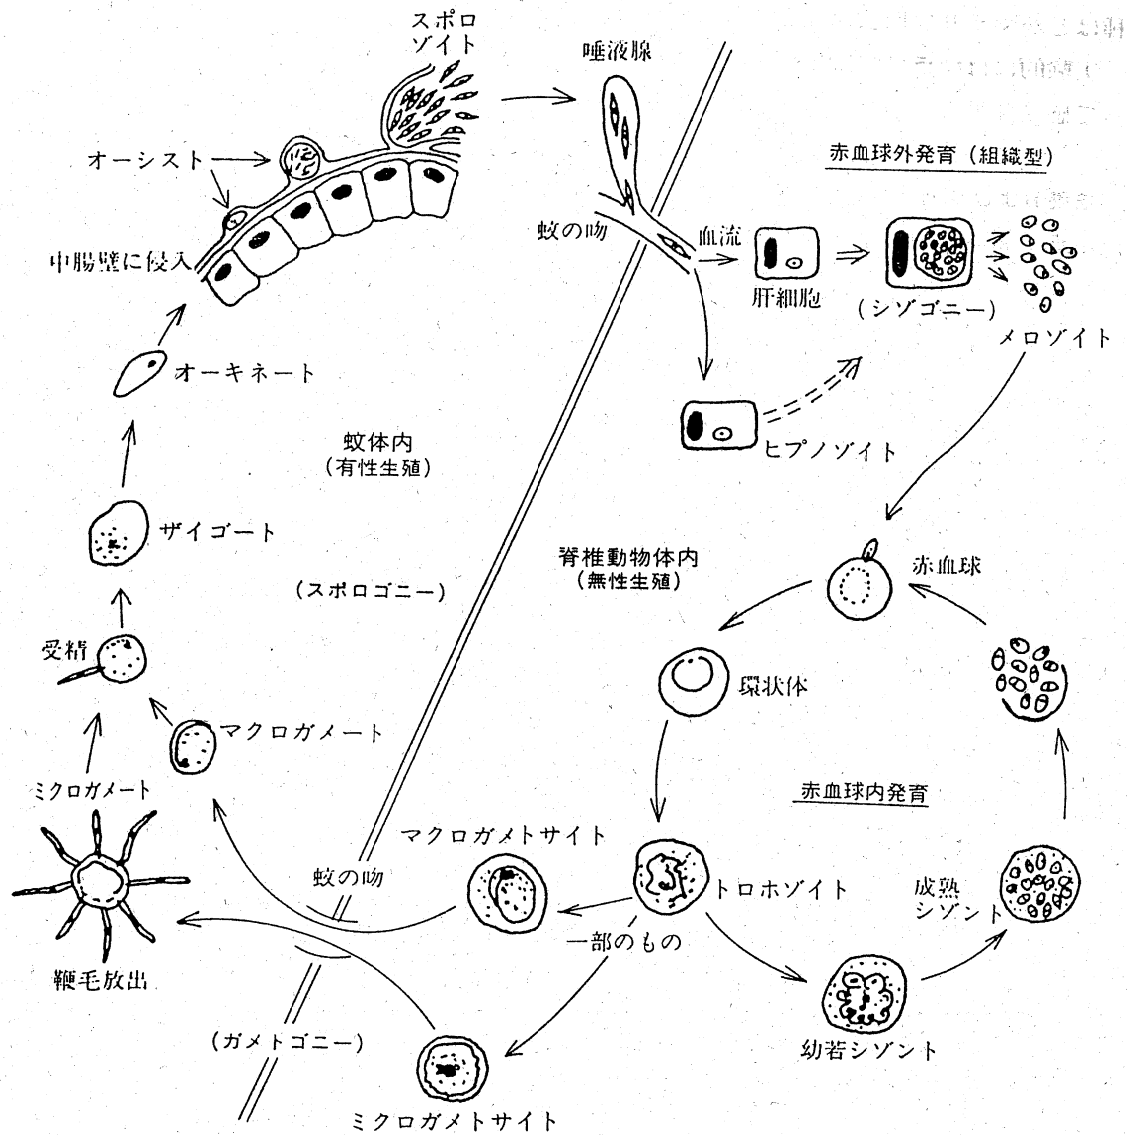 スポロ
ゾイト
唾液腺
オーシスト
赤血球外発育(組織型)
蚊の吻
血流
中腸壁に侵入
肝細胞
(シゾゴニー)
メロゾイト
オーキネート
蚊体内
(有性生殖)
ヒプノゾイト
ザイゴート
脊椎動物体内
(無性生殖)
赤血球
(スポロゴニー)
受精
環状体
マクロガメート
ミクロガメート
赤血球内発育
マクロガメトサイト
蚊の吻
トロホゾイト
成熟
シゾント
一部のもの
鞭毛放出
(ガメトゴニー)
幼若シゾント
ミクロガメトサイト